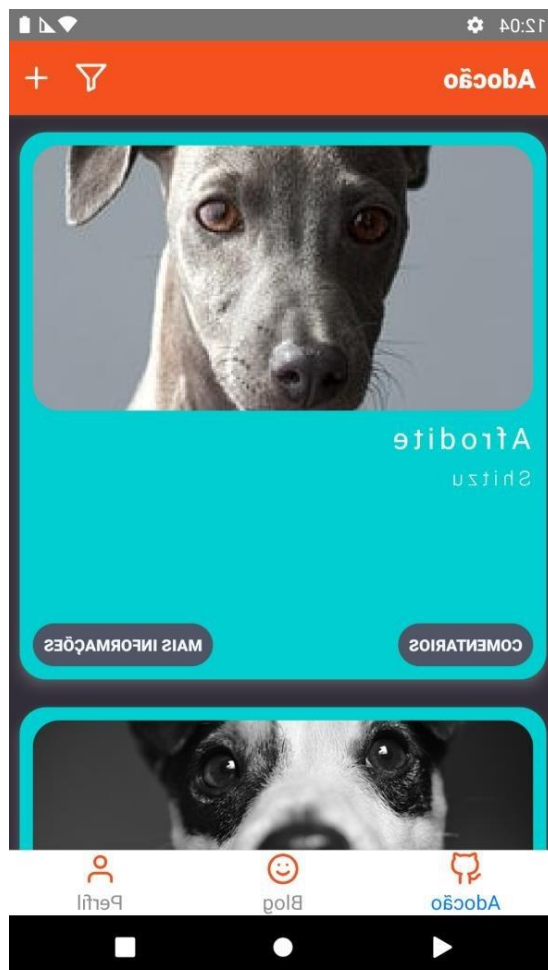 12:04
Adocão
Afrodite
Shitzu
COMENTARIOS MAIS INFORMAÇÕES
Adocão Blog Perfil